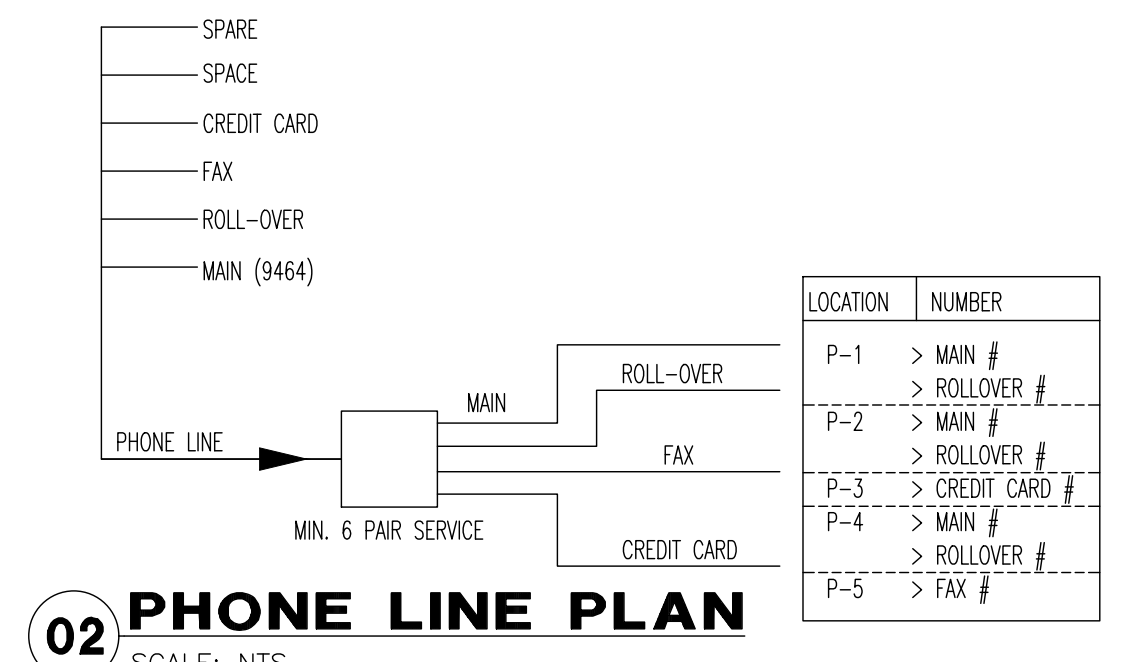 SPARE
SPACE
CREDIT CARD
FAX
ROLL-OVER
MAIN (9464)
PHONE LINE
MIN. 6 PAIR SERVICE
MAIN
ROLL-OVER
FAX
CREDIT CARD
LOCATION NUMBER
P-1 > MAIN #
> ROLLOVER #
P-2 > MAIN #
> ROLLOVER #
P-3 > CREDIT CARD #
P-4 > MAIN #
> ROLLOVER #
P-5 > FAX #
02 PHONE LINE PLAN
SCALE: NTS